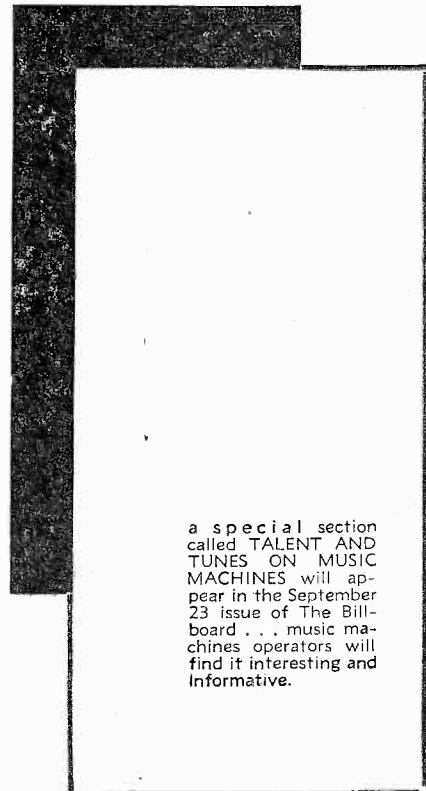 a special section
called TALENT AND
TUNES ON MUSIC
MACHINES will ap-
pear in the September
23 issue of The Bill-
board . . . music ma-
chines operators will
find it interesting and
Informative.